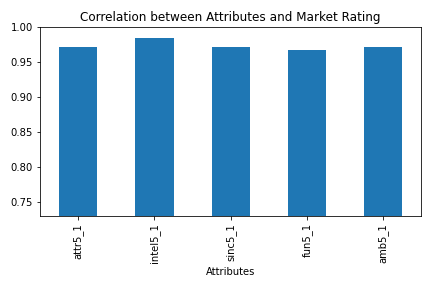 Correlation between Attributes and Market Rating
1.00
0.95
0.90
0.85
0.80
0.75
attr5_1
intel5_1
sinc5_1
fun5_1
amb5_1
Attributes